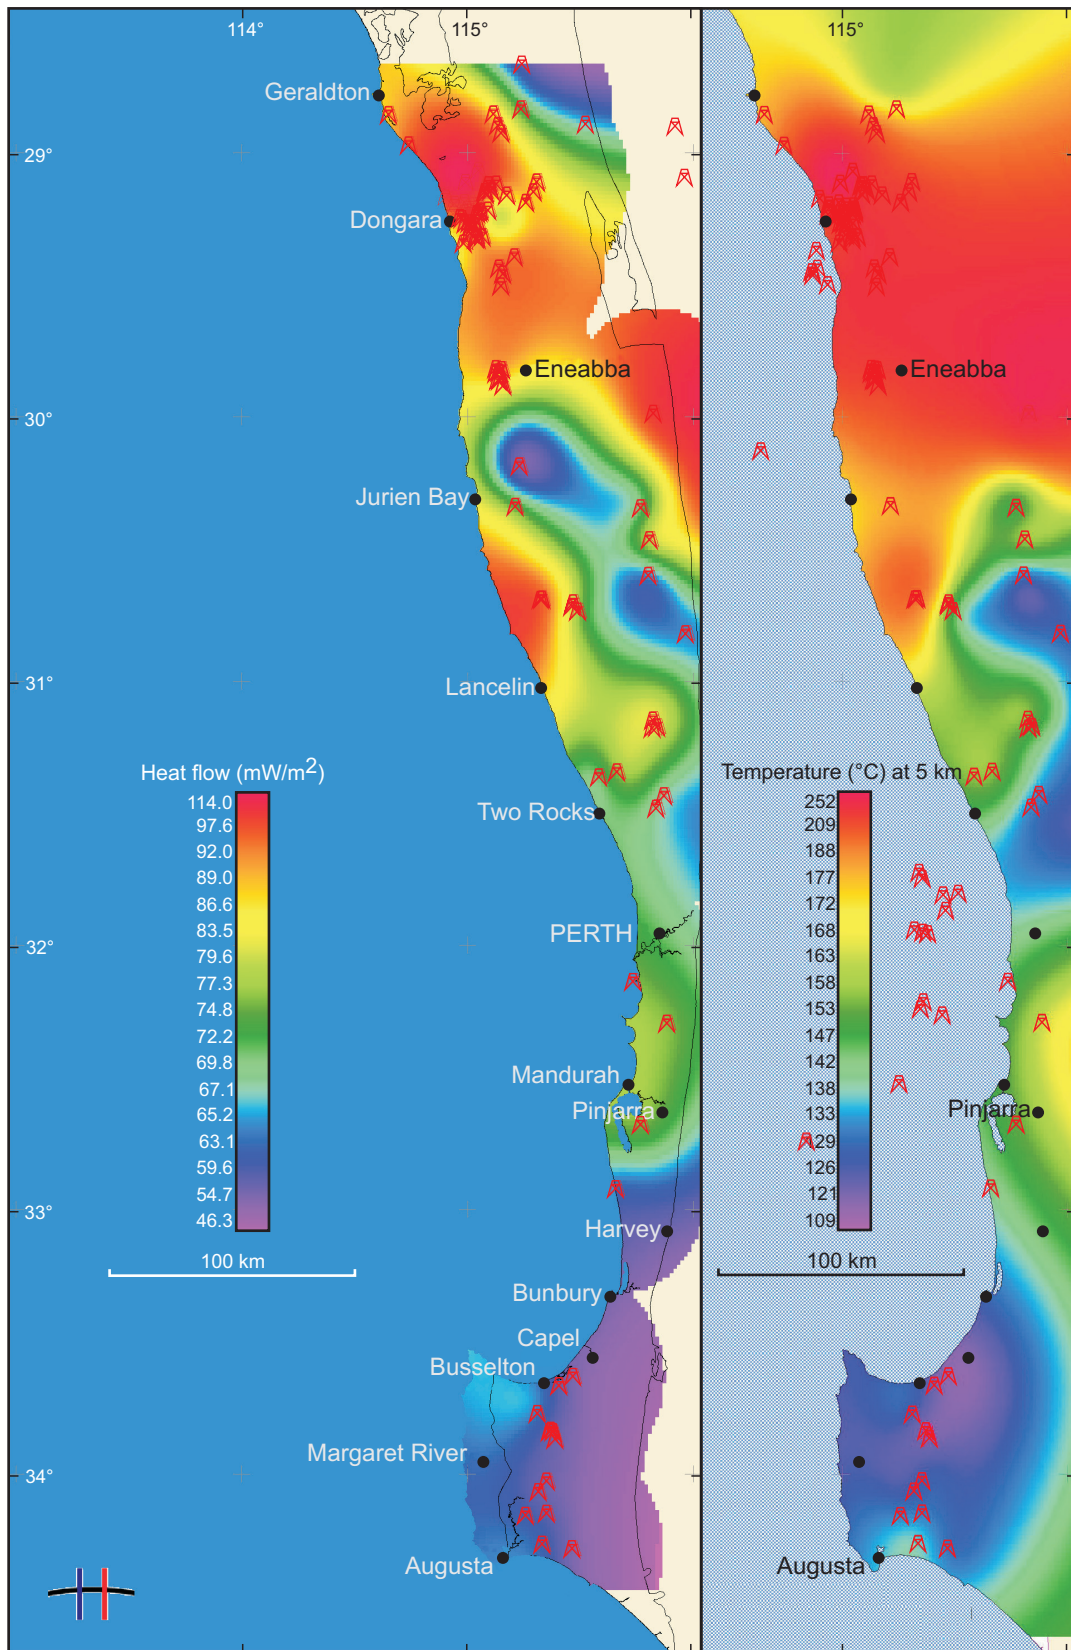 114°
115°
115°
Geraldton
29°
Dongara
Eneabba
Eneabba
30°
Jurien Bay
Lancelin
31°
Heat flow (mW/m2)
114.0
97.6
92.0
89.0
86.6
83.5
79.6
77.3
74.8
72.2
69.8
67.1
65.2
63.1
59.6
54.7
46.3
100 km
Temperature (°C) at 5 km
252
209
188
177
172
168
163
158
153
147
142
138
133
129
126
121
109
100 km
Two Rocks
PERTH
32°
Mandurah
Pinjarra
Pinjarra
33°
Harvey
Bunbury
Capel
Busselton
Margaret River
34°
Augusta
Augusta